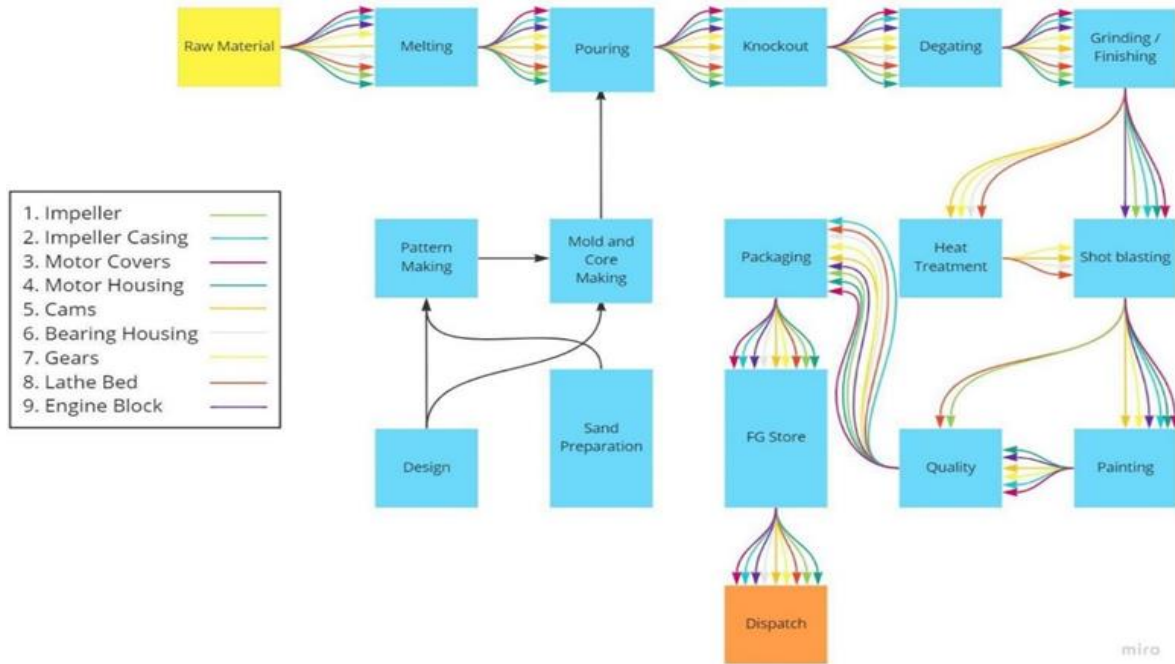 Raw Material
Melting
Pouring
Knockout
Degating
Grinding /
Finishing
1. Impeller
2. Impeller Casing
3. Motor Covers
4. Motor Housing
5. Cams
6. Bearing Housing
7. Gears
8. Lathe Bed
9. Engine Block
Pattern
Making
Mold and
Core
Making
Packaging
Heat
Treatment
Shot blasting
Design
Sand
Preparation
FG Store
Quality
Painting
Dispatch
miro